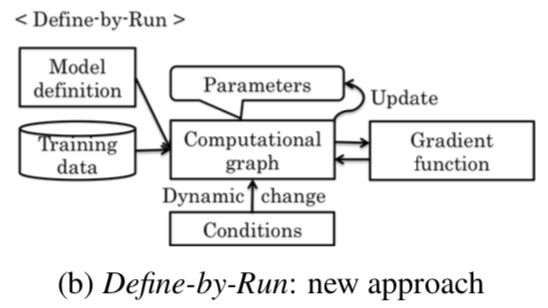 < Define-by-Run >
Model
definition
Parameters
Update
Training
data
Computational
graph
Gradient
function
Dynamic change
Conditions
(b) Define-by-Run: new approach